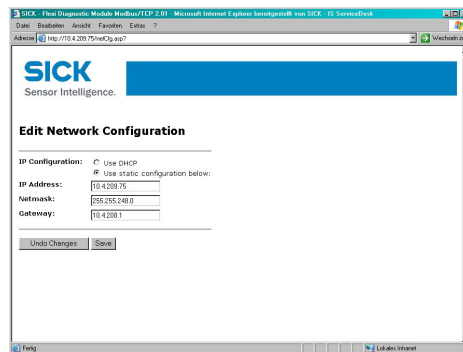 SICK - Flexi Diagnostic Module Modbus/TCP 2.01 - Microsoft Internet Explorer bereitgestellt von SICK - IS ServiceDesk
Datei Bearbeiten Ansicht Favoriten Extras ?
Adresse http://10.4.209.75/netCfg.asp? Wechseln
SICK
Sensor Intelligence.
Edit Network Configuration
IP Configuration: Use DHCP
Use static configuration below:
IP Address: 10.4.209.75
Netmask: 255.255.248.0
Gateway: 10.4.208.1
Undo Changes Save
Fertig Lokales Intranet